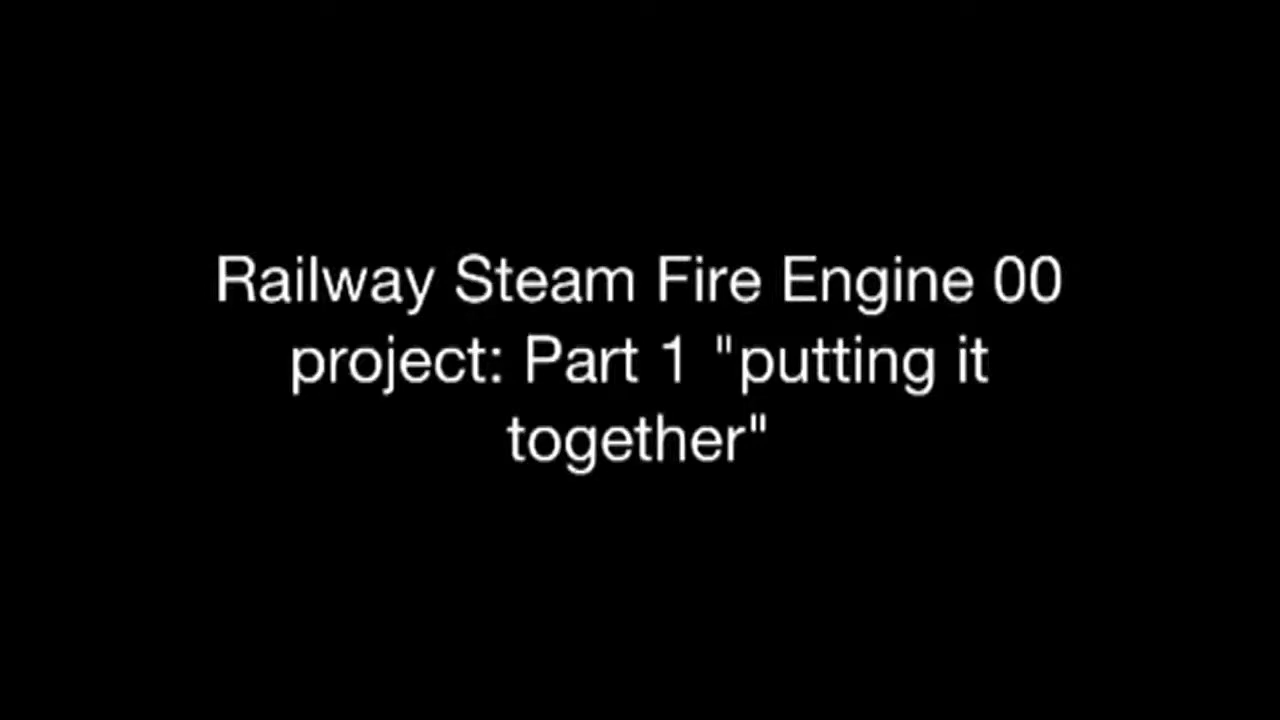 Railway Steam Fire Engine 00
project: Part 1 "putting it
together"